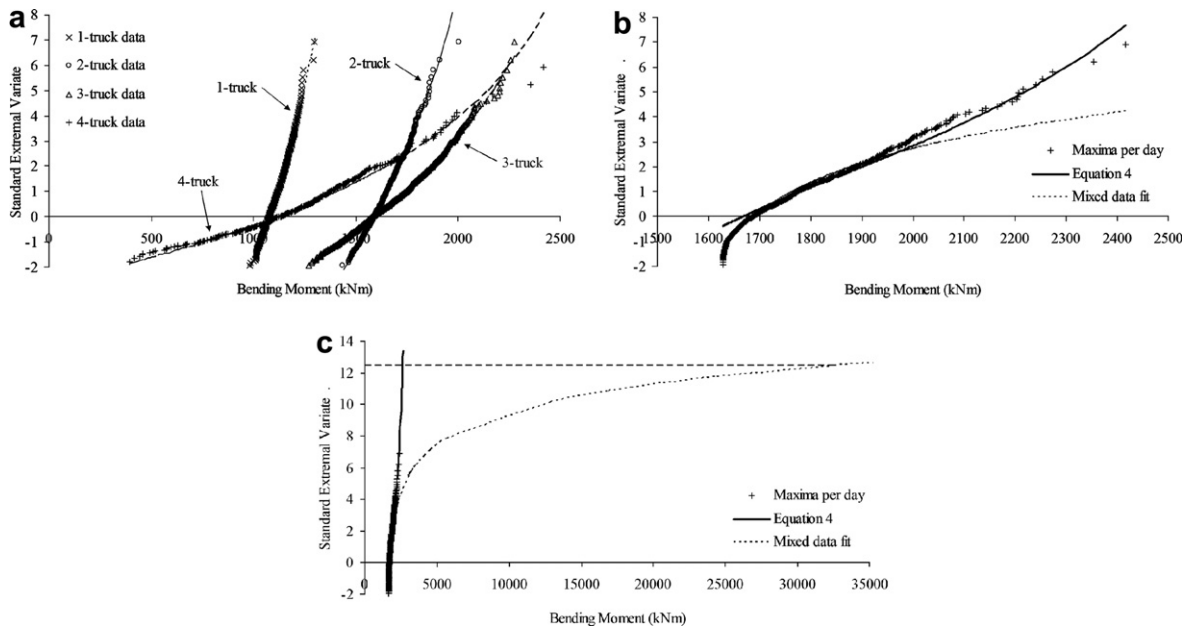 a
Standard Extremal Variate
8
7
6
5
4
3
2
1
0
-1
-2
× 1-truck data
○ 2-truck data
△ 3-truck data
+ 4-truck data
1-truck
2-truck
3-truck
4-truck
500
1000
1500
2000
2500
Bending Moment (kNm)
b
Standard Extremal Variate
8
7
6
5
4
3
2
1
0
-1
-2
1500
1600
1700
1800
1900
2000
2100
2200
2300
2400
2500
+ Maxima per day
Equation 4
Mixed data fit
Bending Moment (kNm)
c
Standard Extremal Variate
14
12
10
8
6
4
2
0
-2
0
5000
10000
15000
20000
25000
30000
35000
+ Maxima per day
Equation 4
Mixed data fit
Bending Moment (kNm)